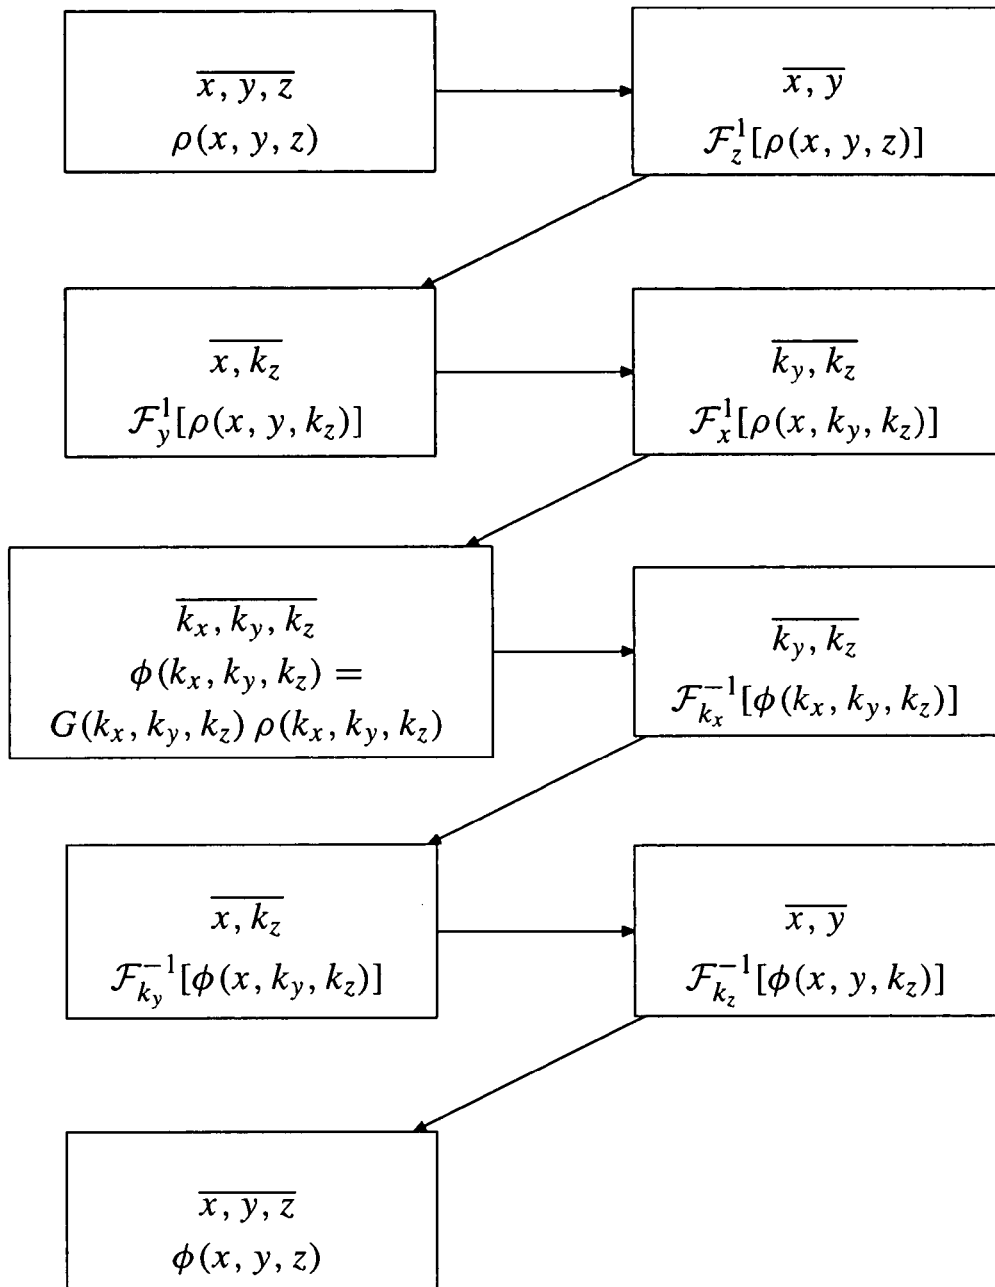 x, y, z
ρ(x, y, z)
x, y
ℱ_z^1[ρ(x, y, z)]
x, k_z
ℱ_y^1[ρ(x, y, k_z)]
k_y, k_z
ℱ_x^1[ρ(x, k_y, k_z)]
k_x, k_y, k_z
ϕ(k_x, k_y, k_z) =
G(k_x, k_y, k_z) ρ(k_x, k_y, k_z)
k_y, k_z
ℱ_{k_x}^{-1}[ϕ(k_x, k_y, k_z)]
x, k_z
ℱ_{k_y}^{-1}[ϕ(x, k_y, k_z)]
x, y
ℱ_{k_z}^{-1}[ϕ(x, y, k_z)]
x, y, z
ϕ(x, y, z)